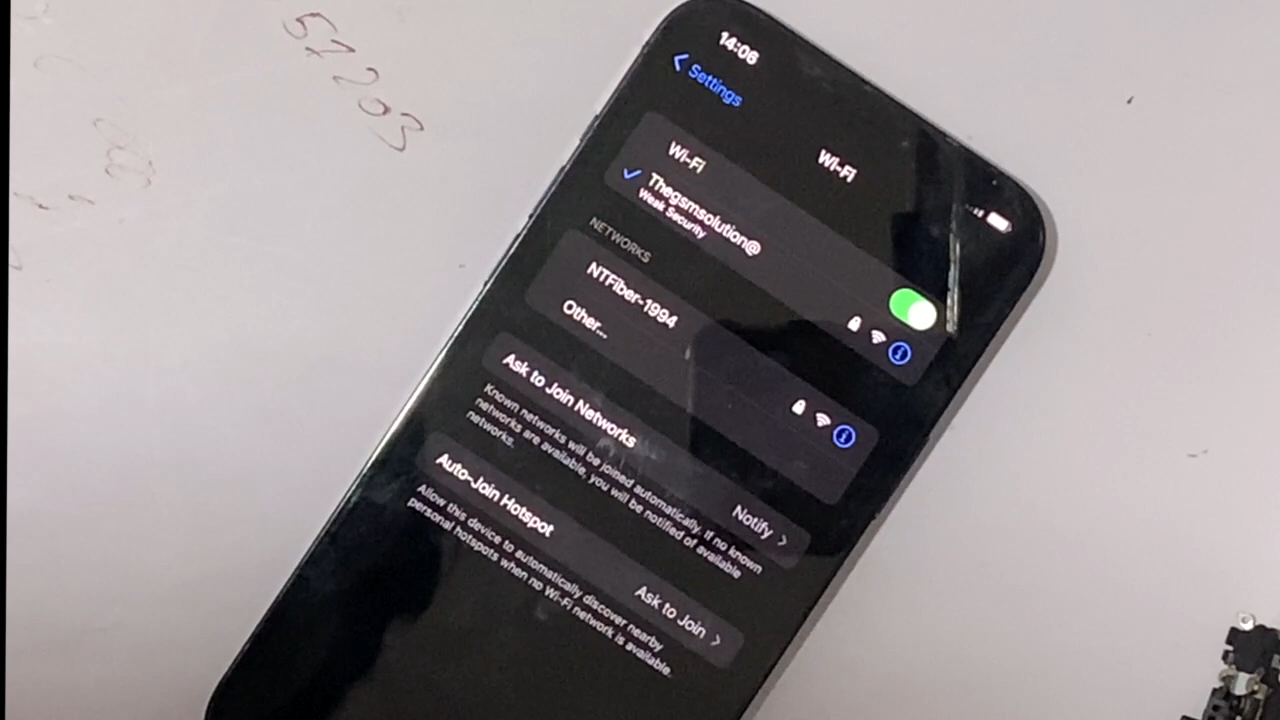 57203
14:06
Settings
Wi-Fi
Wi-Fi
Thegsmsolution@
Weak Security
NETWORKS
NTFiber-1994
Other...
Ask to Join Networks
Notify
Known networks will be joined automatically. If no known
networks are available, you will be notified of available
networks.
Auto-Join Hotspot
Ask to Join
Allow this device to automatically discover nearby
personal hotspots when no Wi-Fi network is available.